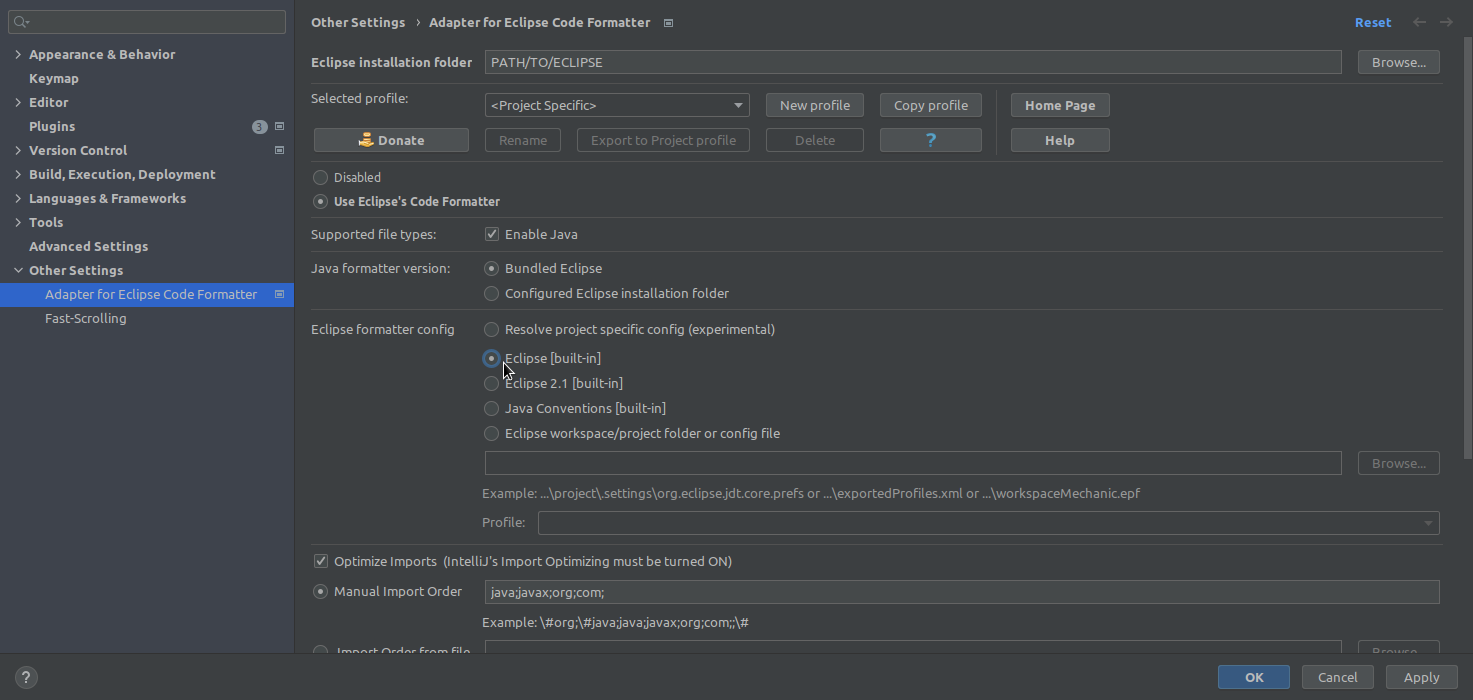 Appearance & Behavior
Keymap
Editor
Plugins 3
Version Control
Build, Execution, Deployment
Languages & Frameworks
Tools
Advanced Settings
Other Settings
Adapter for Eclipse Code Formatter
Fast-Scrolling
Other Settings › Adapter for Eclipse Code Formatter Reset
Eclipse installation folder PATH/TO/ECLIPSE Browse...
Selected profile: <Project Specific> New profile Copy profile Home Page
Donate Rename Export to Project profile Delete ? Help
Disabled
Use Eclipse's Code Formatter
Supported file types: Enable Java
Java formatter version: Bundled Eclipse
Configured Eclipse installation folder
Eclipse formatter config Resolve project specific config (experimental)
Eclipse [built-in]
Eclipse 2.1 [built-in]
Java Conventions [built-in]
Eclipse workspace/project folder or config file
Browse...
Example: ...\project\.settings\org.eclipse.jdt.core.prefs or ...\exportedProfiles.xml or ...\workspaceMechanic.epf
Profile:
Optimize Imports (IntelliJ's Import Optimizing must be turned ON)
Manual Import Order java;javax;org;com;
Example: \#org;\#java;java;javax;org;com;;\#
Import Order from file Browse...
? OK Cancel Apply